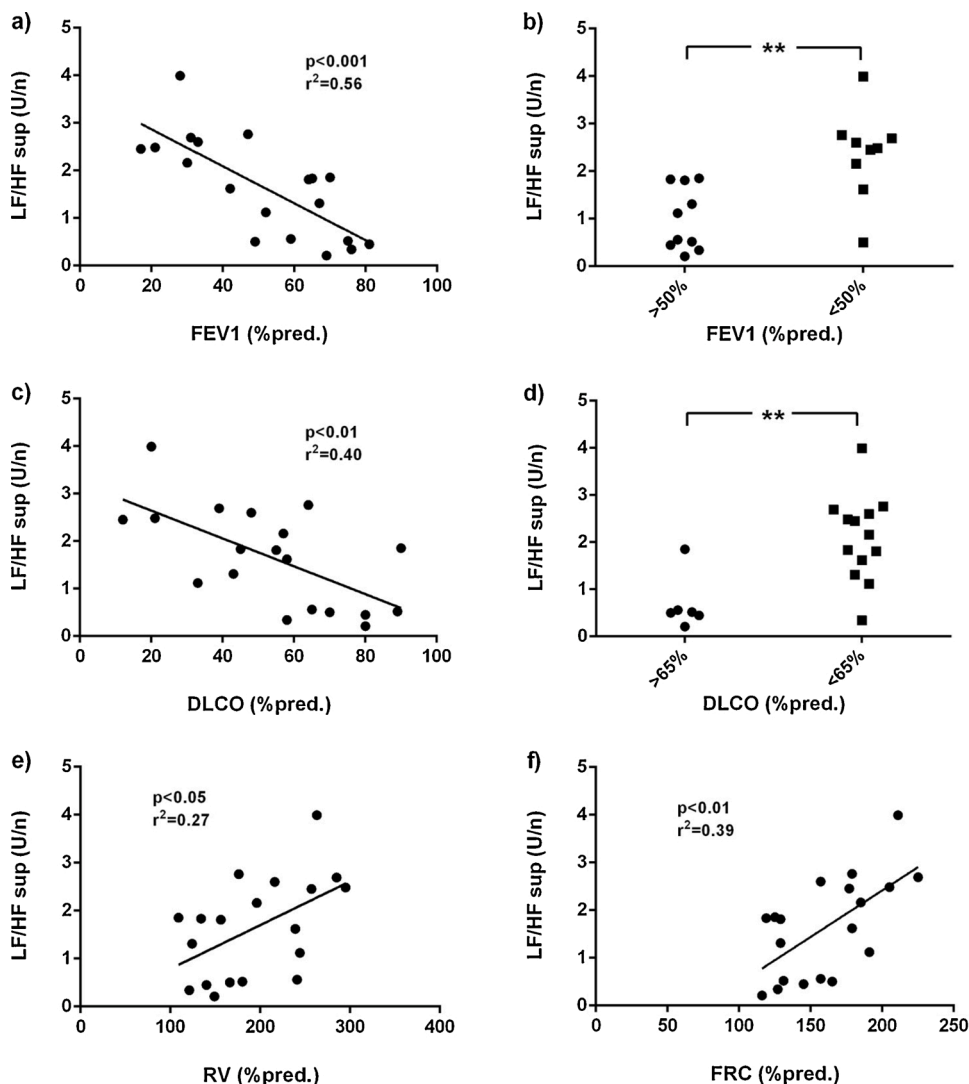 a)
LF/HF sup (U/n)
5
4
3
2
1
0
p<0.001
r²=0.56
0 20 40 60 80 100
FEV1 (%pred.)
b)
LF/HF sup (U/n)
5
4
3
2
1
0
**
>50% <50%
FEV1 (%pred.)
c)
LF/HF sup (U/n)
5
4
3
2
1
0
p<0.01
r²=0.40
0 20 40 60 80 100
DLCO (%pred.)
d)
LF/HF sup (U/n)
5
4
3
2
1
0
**
>65% <65%
DLCO (%pred.)
e)
LF/HF sup (U/n)
5
4
3
2
1
0
p<0.05
r²=0.27
0 100 200 300 400
RV (%pred.)
f)
LF/HF sup (U/n)
5
4
3
2
1
0
p<0.01
r²=0.39
0 50 100 150 200 250
FRC (%pred.)